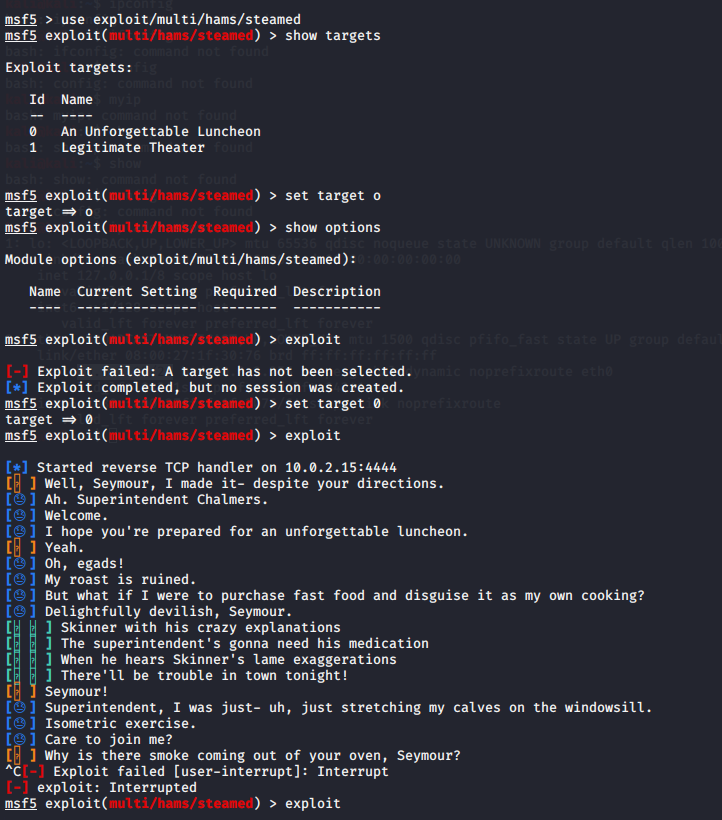 msf5 > use exploit/multi/hams/steamed
msf5 exploit(multi/hams/steamed) > show targets
Exploit targets:
Id Name
-- ----
0 An Unforgettable Luncheon
1 Legitimate Theater
msf5 exploit(multi/hams/steamed) > set target o
target => o
msf5 exploit(multi/hams/steamed) > show options
Module options (exploit/multi/hams/steamed):
Name Current Setting Required Description
---- --------------- -------- -----------
msf5 exploit(multi/hams/steamed) > exploit
[-] Exploit failed: A target has not been selected.
[*] Exploit completed, but no session was created.
msf5 exploit(multi/hams/steamed) > set target 0
target => 0
msf5 exploit(multi/hams/steamed) > exploit
[*] Started reverse TCP handler on 10.0.2.15:4444
[ ] Well, Seymour, I made it- despite your directions.
[☹] Ah. Superintendent Chalmers.
[☹] Welcome.
[☹] I hope you're prepared for an unforgettable luncheon.
[ ] Yeah.
[☹] Oh, egads!
[☹] My roast is ruined.
[☹] But what if I were to purchase fast food and disguise it as my own cooking?
[☹] Delightfully devilish, Seymour.
[ ] Skinner with his crazy explanations
[ ] The superintendent's gonna need his medication
[ ] When he hears Skinner's lame exaggerations
[ ] There'll be trouble in town tonight!
[ ] Seymour!
[☹] Superintendent, I was just- uh, just stretching my calves on the windowsill.
[☹] Isometric exercise.
[☹] Care to join me?
[ ] Why is there smoke coming out of your oven, Seymour?
^C[-] Exploit failed [user-interrupt]: Interrupt
[-] exploit: Interrupted
msf5 exploit(multi/hams/steamed) > exploit